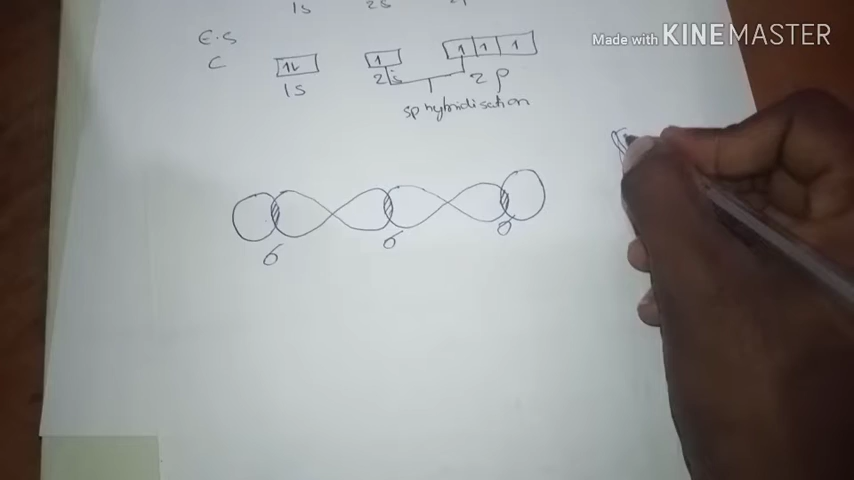 1s 2s
E.S
C 1L 1 1 1 1
1s 2s 2p
sp hybridisation
σ σ σ
Made with KINEMASTER